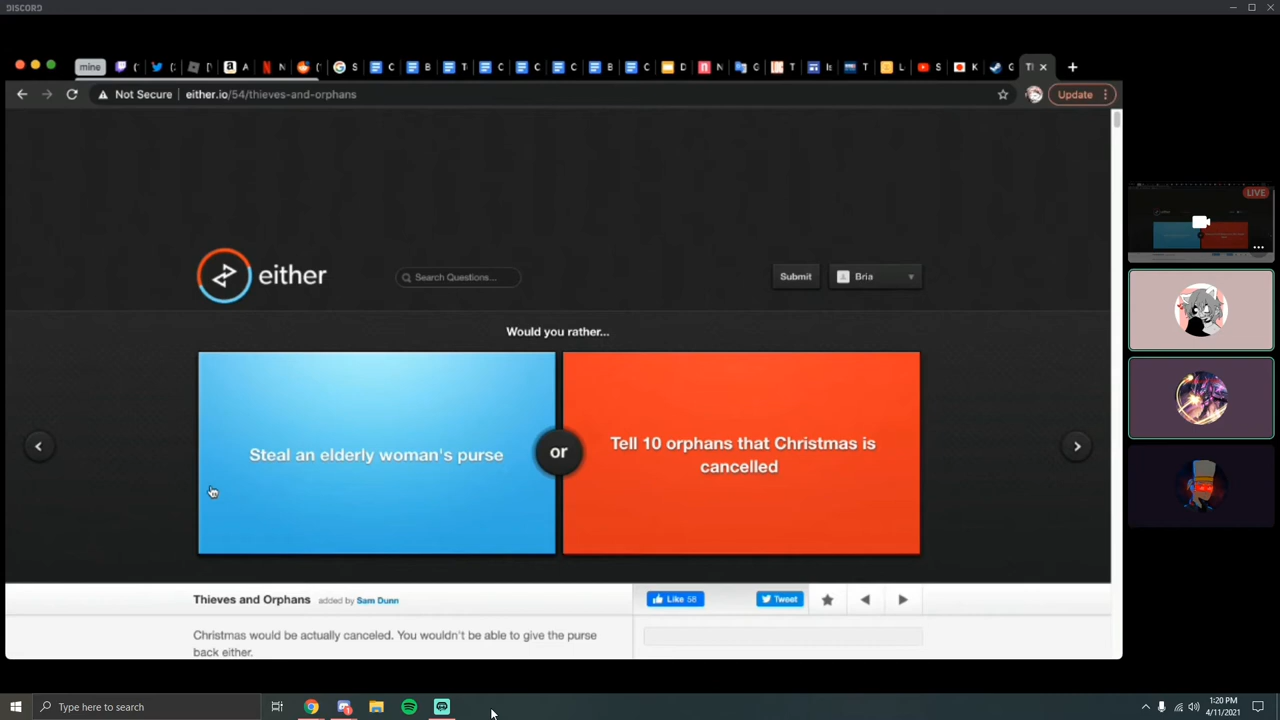 DISCORD
mine
Not Secure
either.io/54/thieves-and-orphans
Update
LIVE
either
Search Questions...
Submit
Bria
Would you rather...
Steal an elderly woman's purse
or
Tell 10 orphans that Christmas is
cancelled
Thieves and Orphans added by Sam Dunn
Like 58
Tweet
Christmas would be actually canceled. You wouldn't be able to give the purse
back either.
Type here to search
1:20 PM
4/11/2021